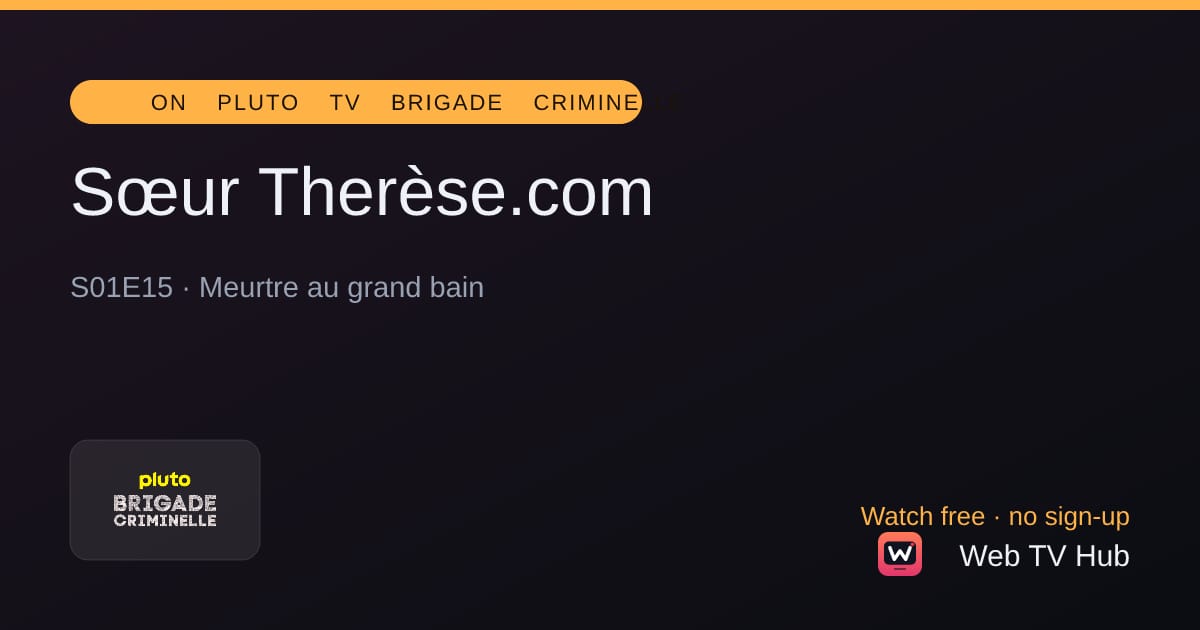 ON PLUTO TV BRIGADE CRIMINE
Sœur Therèse.com
S01E15 · Meurtre au grand bain
pluto
BRIGADE
CRIMINELLE
Watch free · no sign-up
W
Web TV Hub